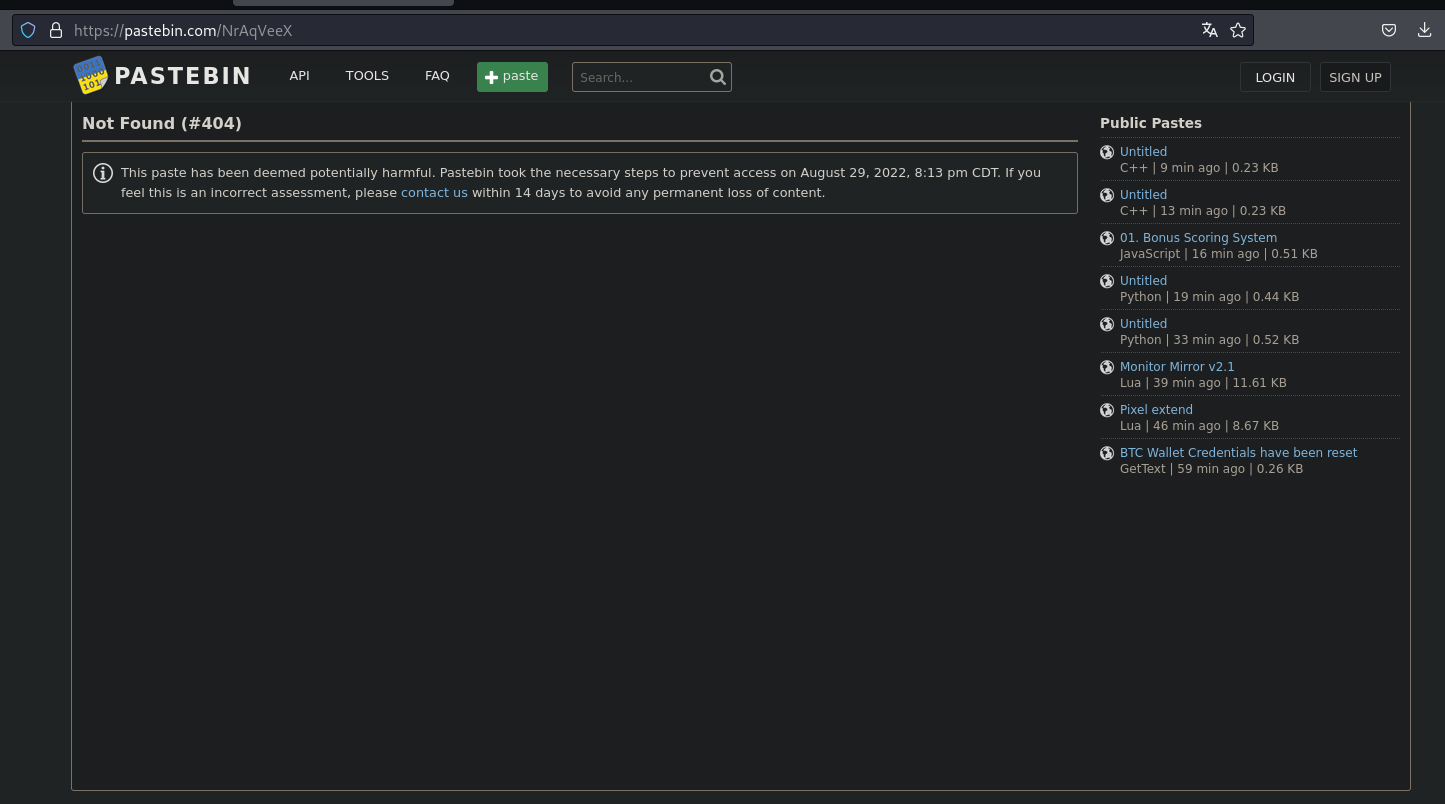 https://pastebin.com/NrAqVeeX
0011
1000
101
PASTEBIN
API
TOOLS
FAQ
paste
Search...
LOGIN
SIGN UP
Not Found (#404)
This paste has been deemed potentially harmful. Pastebin took the necessary steps to prevent access on August 29, 2022, 8:13 pm CDT. If you
feel this is an incorrect assessment, please contact us within 14 days to avoid any permanent loss of content.
Public Pastes
Untitled
C++ | 9 min ago | 0.23 KB
Untitled
C++ | 13 min ago | 0.23 KB
01. Bonus Scoring System
JavaScript | 16 min ago | 0.51 KB
Untitled
Python | 19 min ago | 0.44 KB
Untitled
Python | 33 min ago | 0.52 KB
Monitor Mirror v2.1
Lua | 39 min ago | 11.61 KB
Pixel extend
Lua | 46 min ago | 8.67 KB
BTC Wallet Credentials have been reset
GetText | 59 min ago | 0.26 KB